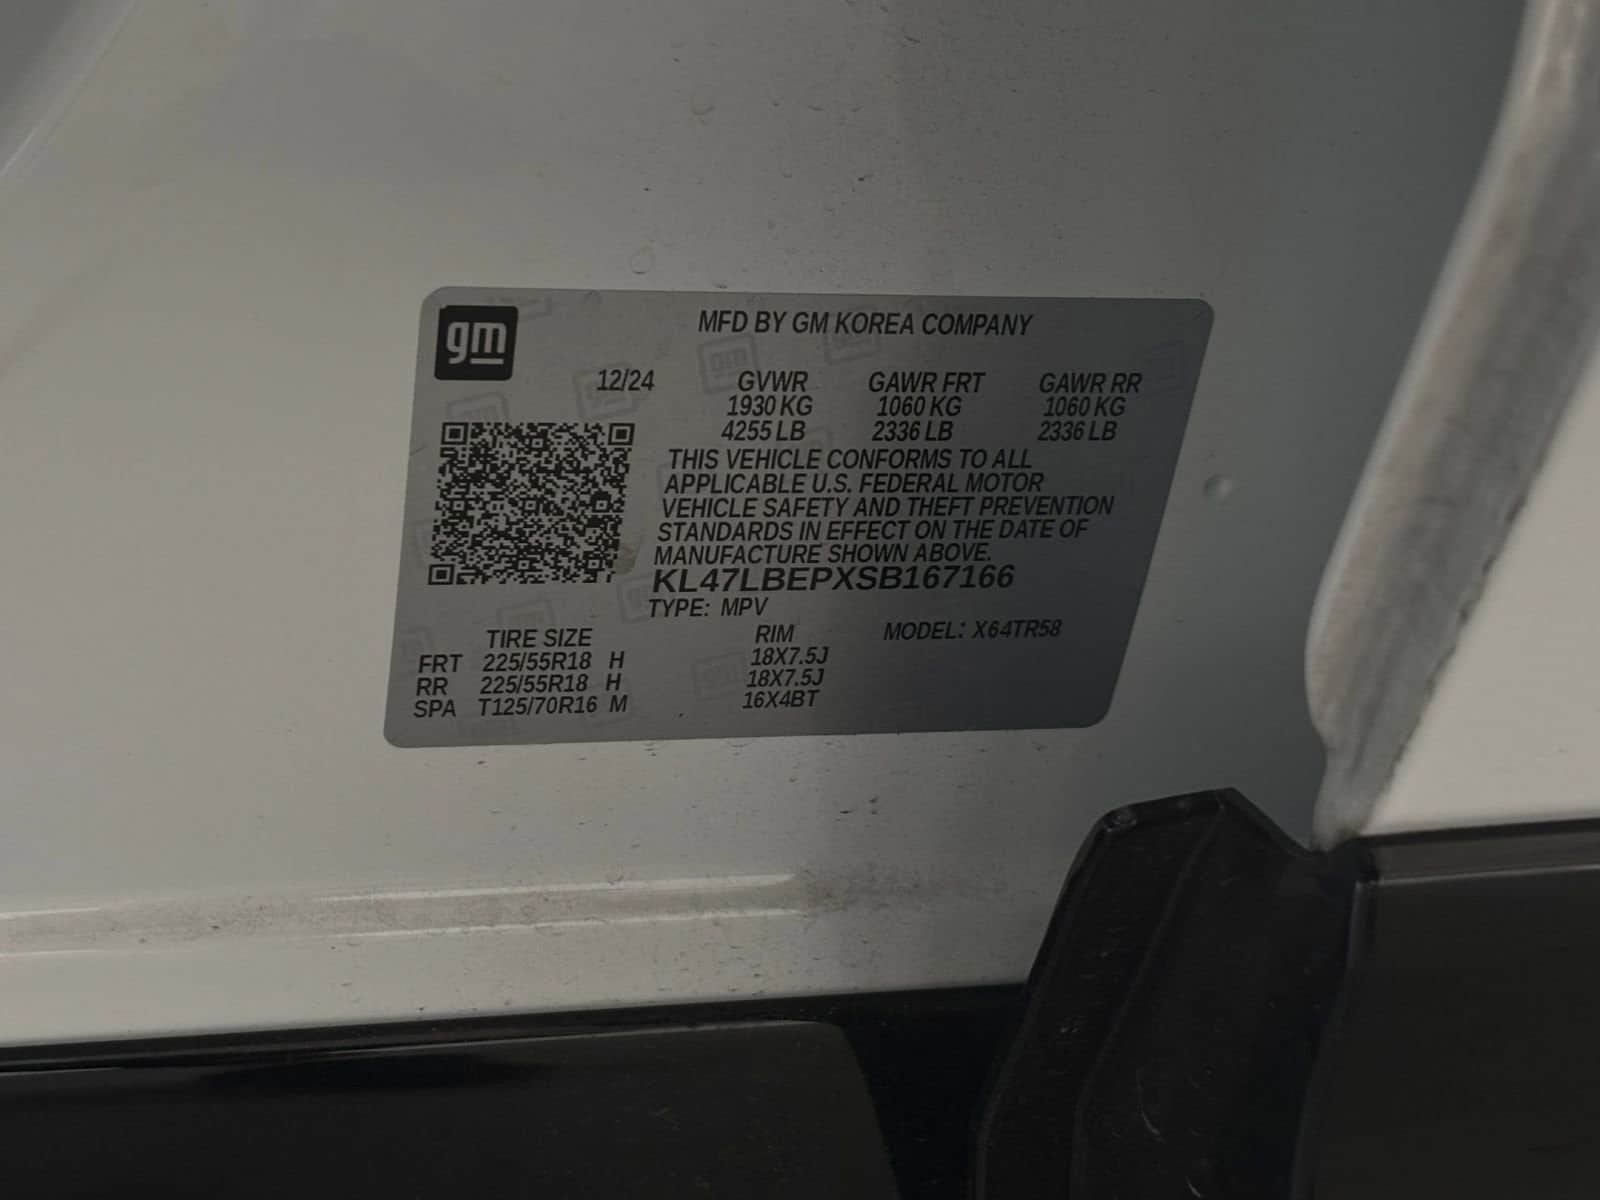 gm
MFD BY GM KOREA COMPANY
12/24 GVWR GAWR FRT GAWR RR
1930 KG 1060 KG 1060 KG
4255 LB 2336 LB 2336 LB
THIS VEHICLE CONFORMS TO ALL
APPLICABLE U.S. FEDERAL MOTOR
VEHICLE SAFETY AND THEFT PREVENTION
STANDARDS IN EFFECT ON THE DATE OF
MANUFACTURE SHOWN ABOVE.
KL47LBEPXSB167166
TYPE: MPV
TIRE SIZE RIM MODEL: X64TR58
FRT 225/55R18 H 18X7.5J
RR 225/55R18 H 18X7.5J
SPA T125/70R16 M 16X4BT